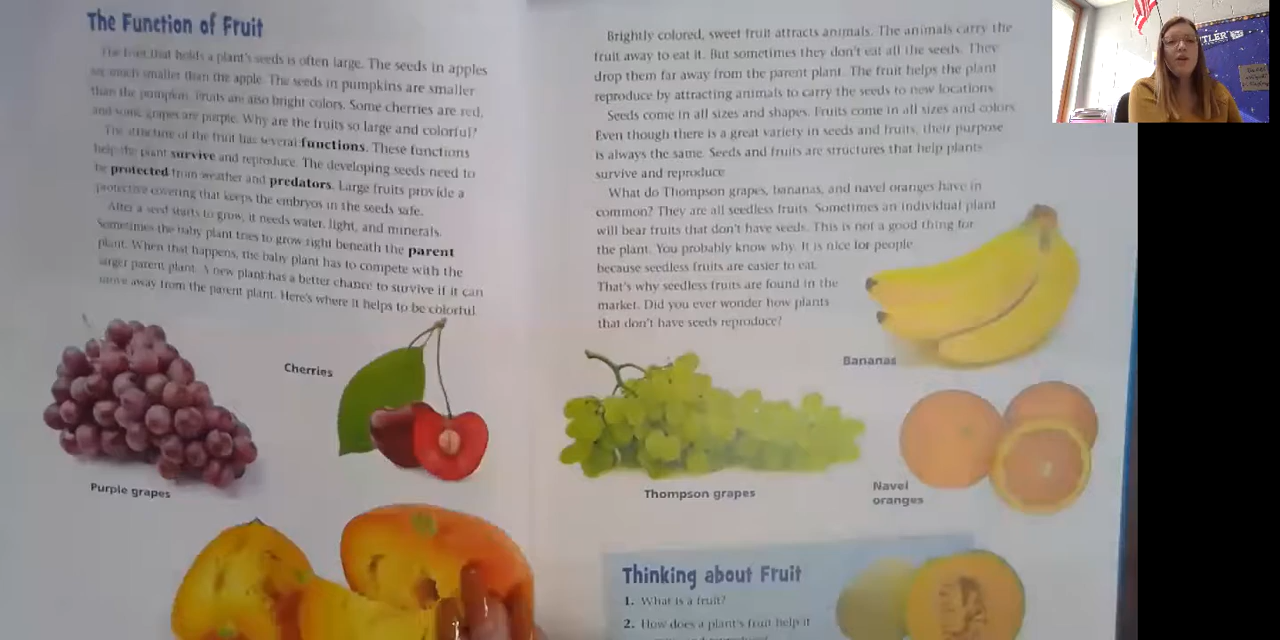 The Function of Fruit
The fruit that holds a plant's seeds is often large. The seeds in apples
are much smaller than the apple. The seeds in pumpkins are smaller
than the pumpkin. Fruits are also bright colors. Some cherries are red,
and some grapes are purple. Why are the fruits so large and colorful?
The structure of the fruit has several functions. These functions
help the plant survive and reproduce. The developing seeds need to
be protected from weather and predators. Large fruits provide a
protective covering that keeps the embryos in the seeds safe.
After a seed starts to grow, it needs water, light, and minerals.
Sometimes the baby plant tries to grow right beneath the parent
plant. When that happens, the baby plant has to compete with the
larger parent plant. A new plant has a better chance to survive if it can
move away from the parent plant. Here's where it helps to be colorful
Purple grapes
Cherries
Brightly colored, sweet fruit attracts animals. The animals carry the
fruit away to eat it. But sometimes they don't eat all the seeds. They
drop them far away from the parent plant. The fruit helps the plant
reproduce by attracting animals to carry the seeds to new locations.
Seeds come in all sizes and shapes. Fruits come in all sizes and colors
Even though there is a great variety in seeds and fruits, their purpose
is always the same. Seeds and fruits are structures that help plants
survive and reproduce
What do Thompson grapes, bananas, and navel oranges have in
common? They are all seedless fruits. Sometimes an individual plant
will bear fruits that don't have seeds. This is not a good thing for
the plant. You probably know why. It is nice for people
because seedless fruits are easier to eat.
That's why seedless fruits are found in the
market. Did you ever wonder how plants
that don't have seeds reproduce?
Bananas
Thompson grapes
Navel
oranges
Thinking about Fruit
1. What is a fruit?
2. How does a plant's fruit help it